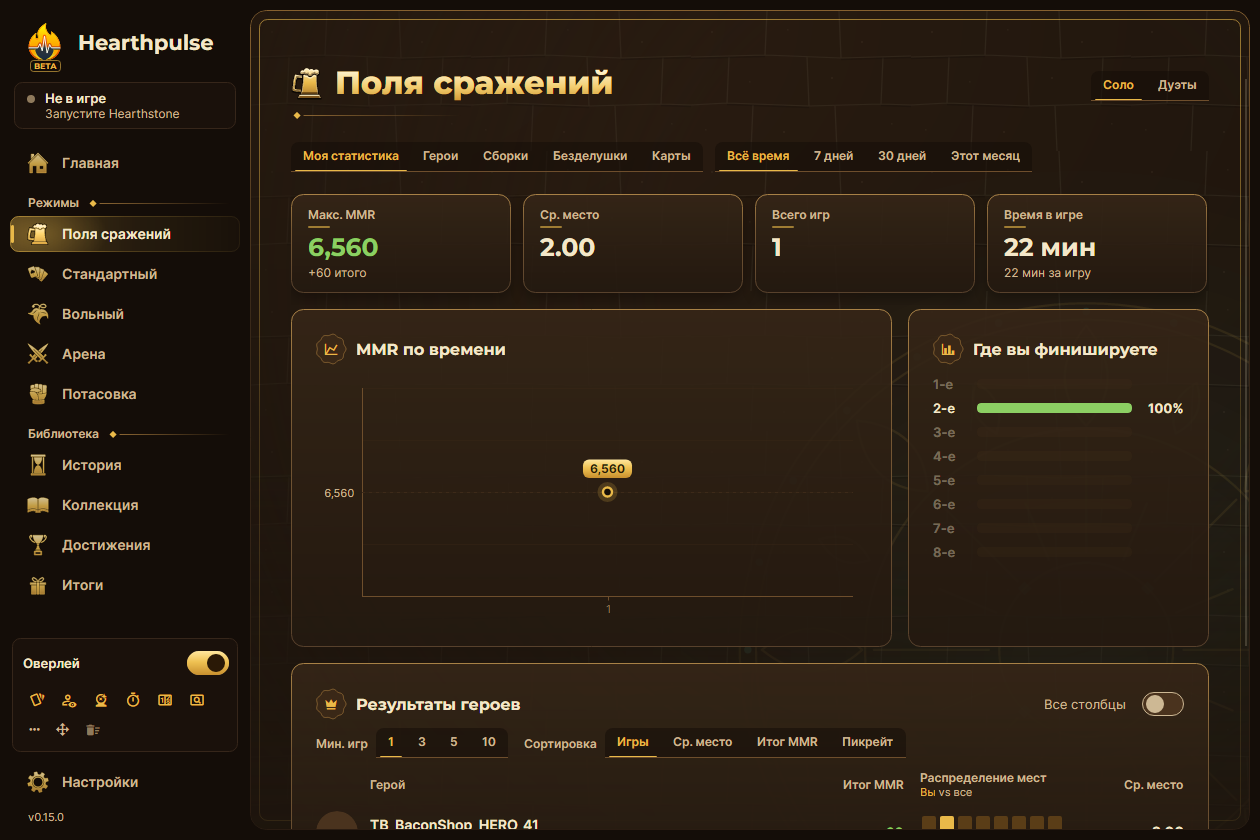 Hearthpulse
BETA
Не в игре
Запустите Hearthstone
Главная
Режимы
Поля сражений
Стандартный
Вольный
Арена
Потасовка
Библиотека
История
Коллекция
Достижения
Итоги
Оверлей
Настройки
v0.15.0
Поля сражений
Соло Дуэты
Моя статистика Герои Сборки Безделушки Карты Всё время 7 дней 30 дней Этот месяц
Макс. MMR
6,560
+60 итого
Ср. место
2.00
Всего игр
1
Время в игре
22 мин
22 мин за игру
MMR по времени
6,560
6,560
1
Где вы финишируете
1-е
2-е 100%
3-е
4-е
5-е
6-е
7-е
8-е
Результаты героев
Все столбцы
Мин. игр 1 3 5 10 Сортировка Игры Ср. место Итог MMR Пикрейт
Герой Итог MMR Распределение мест Ср. место
Вы vs все
TB_BaconShop_HERO_41